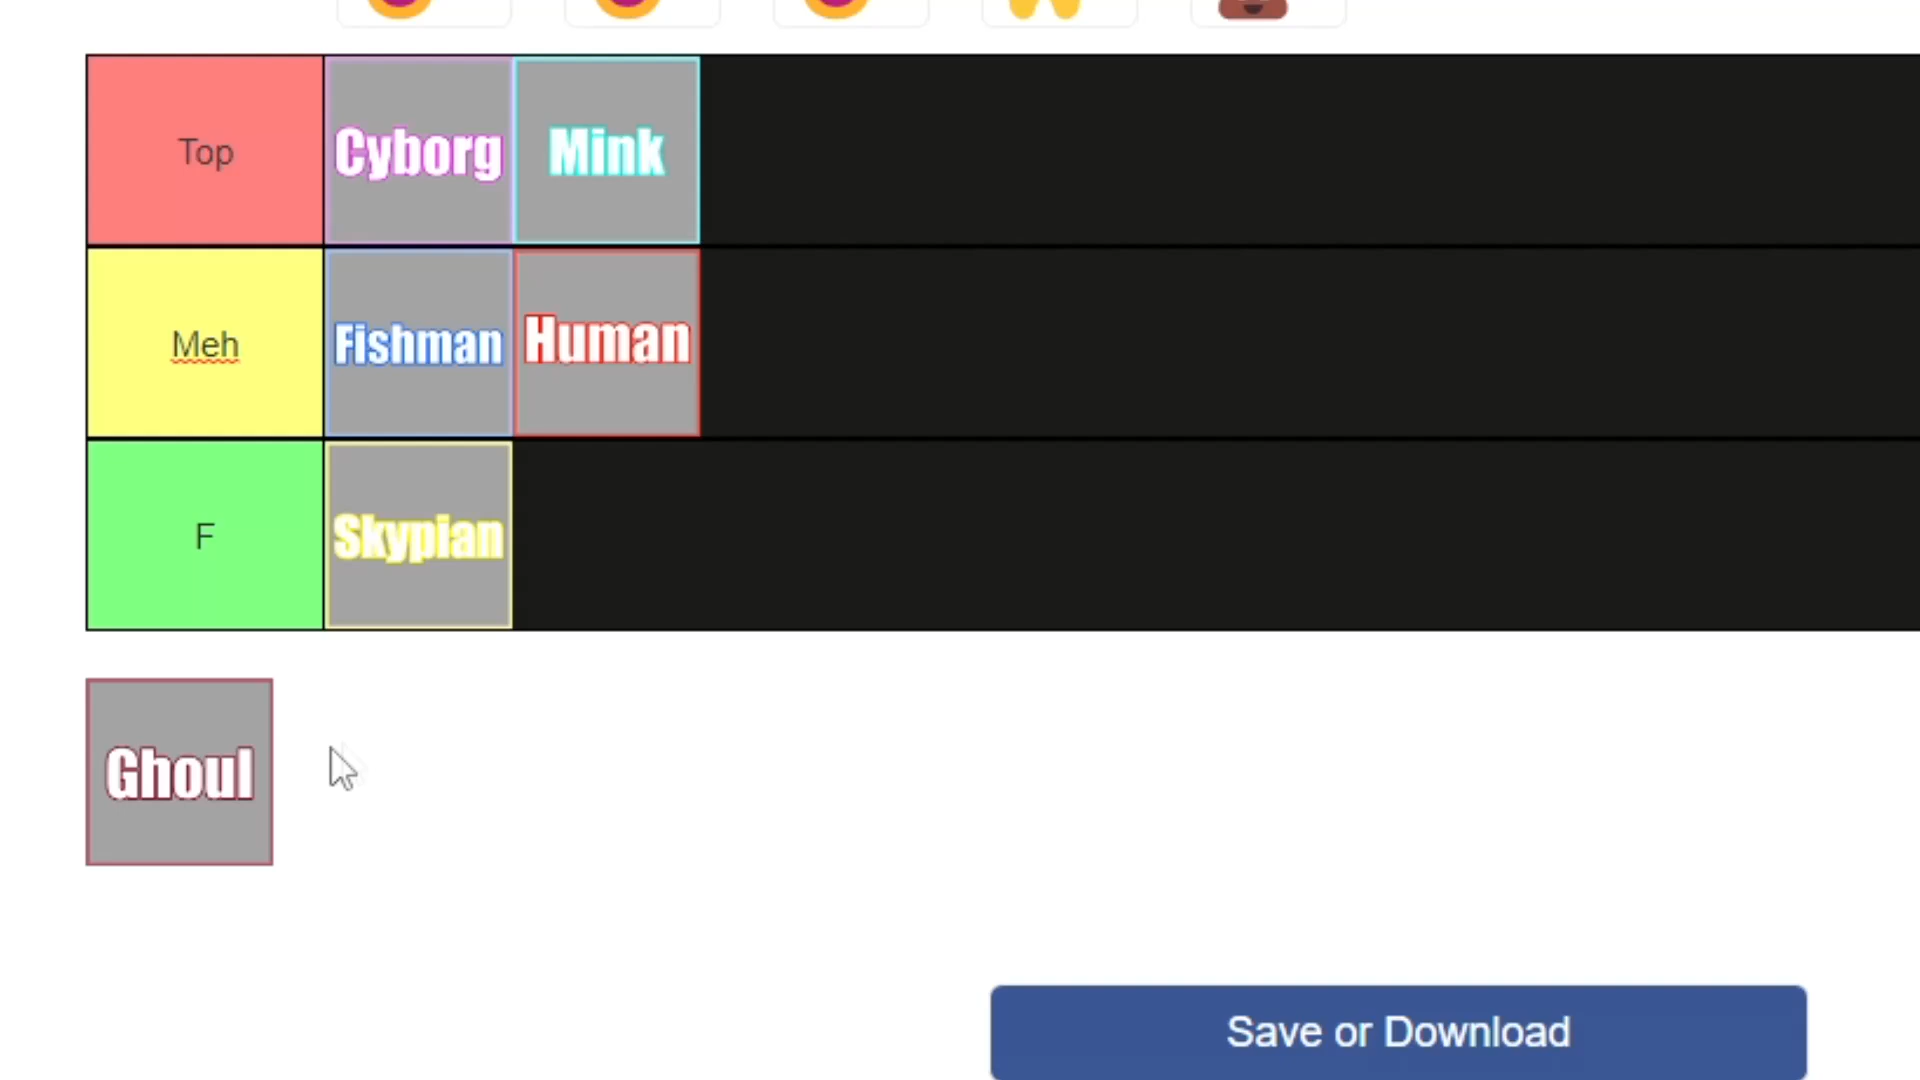 Top
Cyborg
Mink
Meh
Fishman
Human
F
Skypian
Ghoul
Save or Download